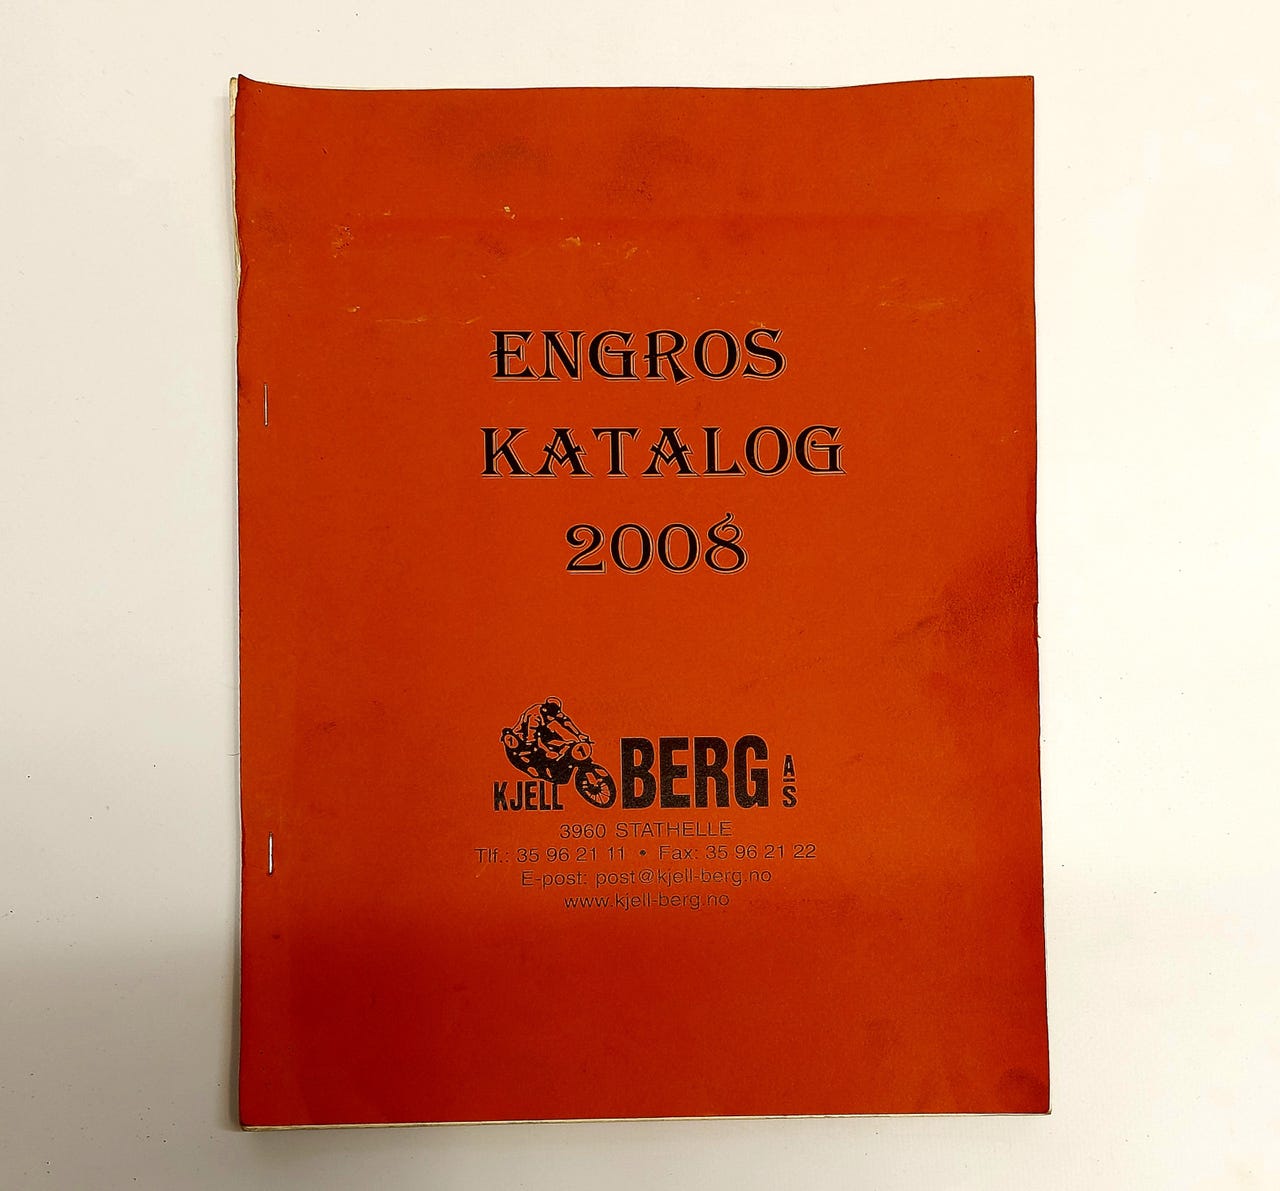 ENGROS
KATALOG
2008
KJELL BERG A/S
3960 STATHELLE
Tlf.: 35 96 21 11 • Fax: 35 96 21 22
E-post: post@kjell-berg.no
www.kjell-berg.no